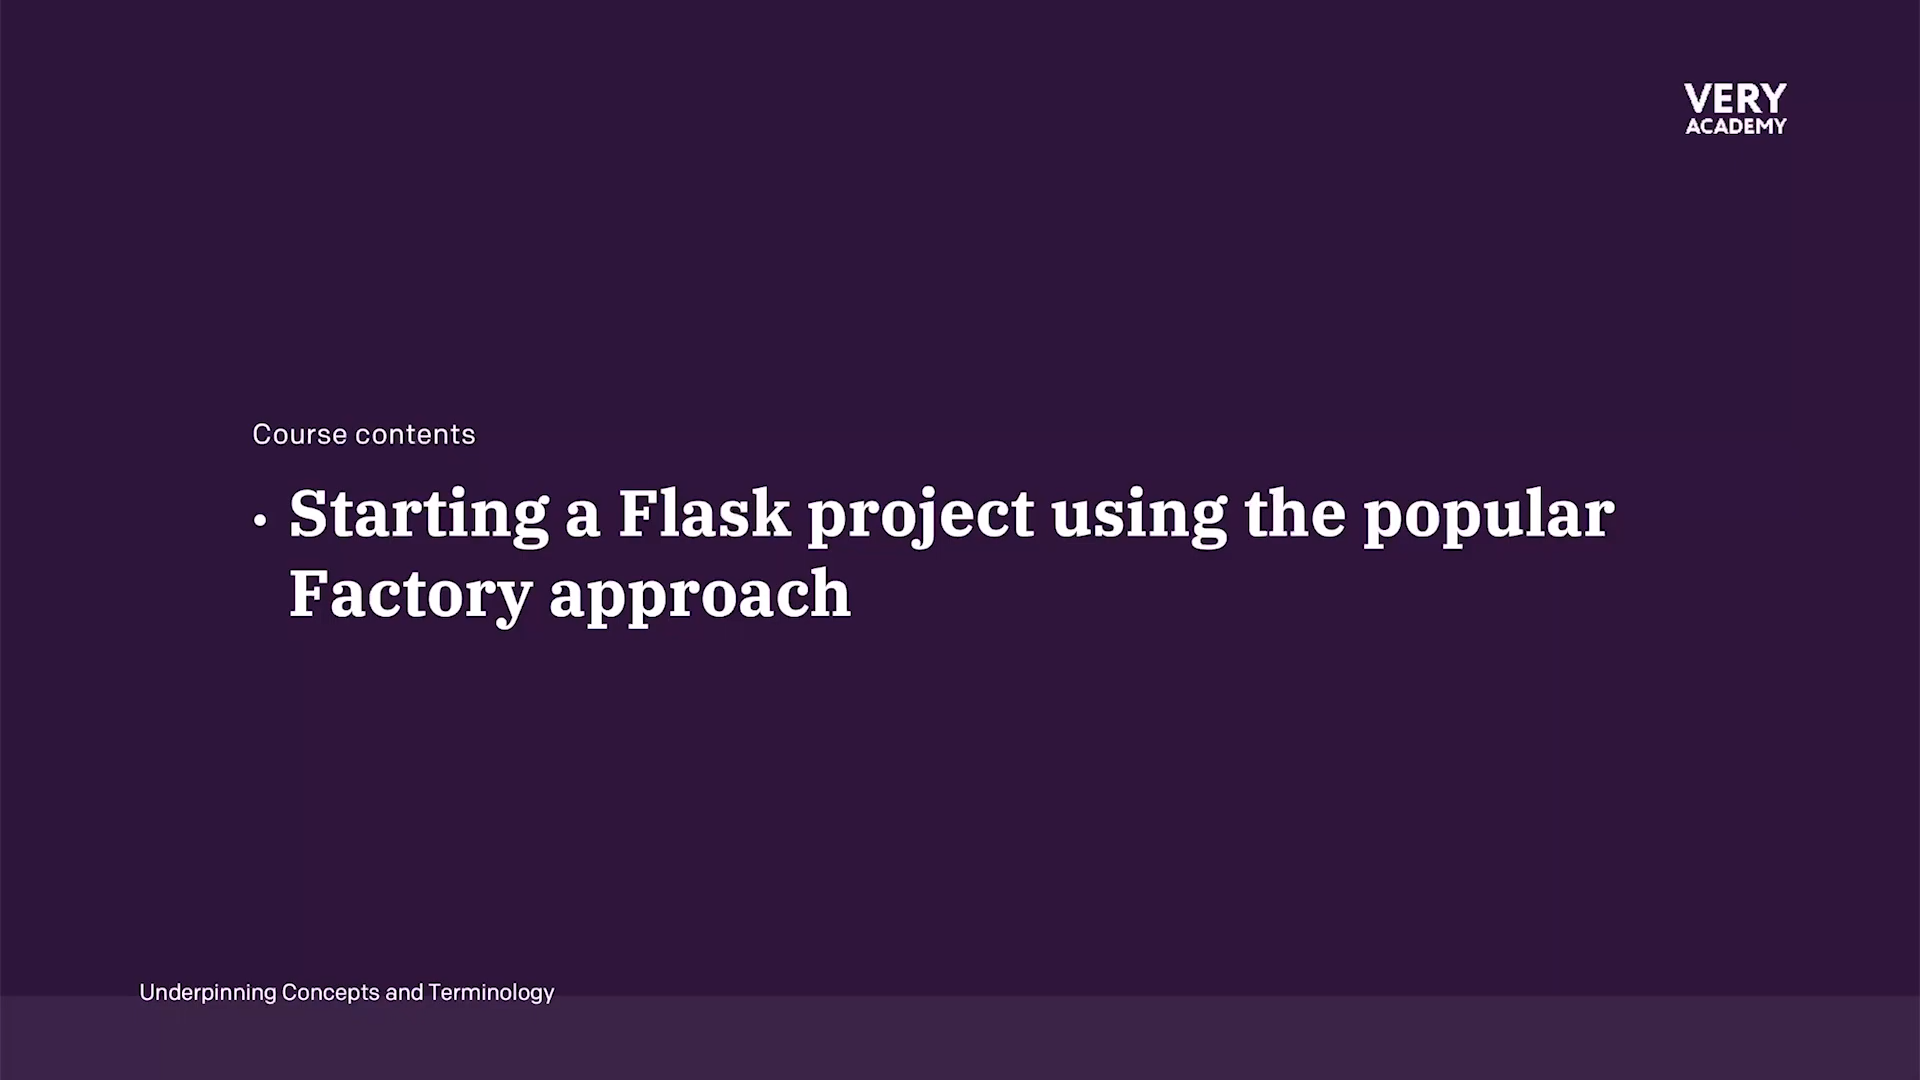 VERY
ACADEMY
Course contents
• Starting a Flask project using the popular
Factory approach
Underpinning Concepts and Terminology